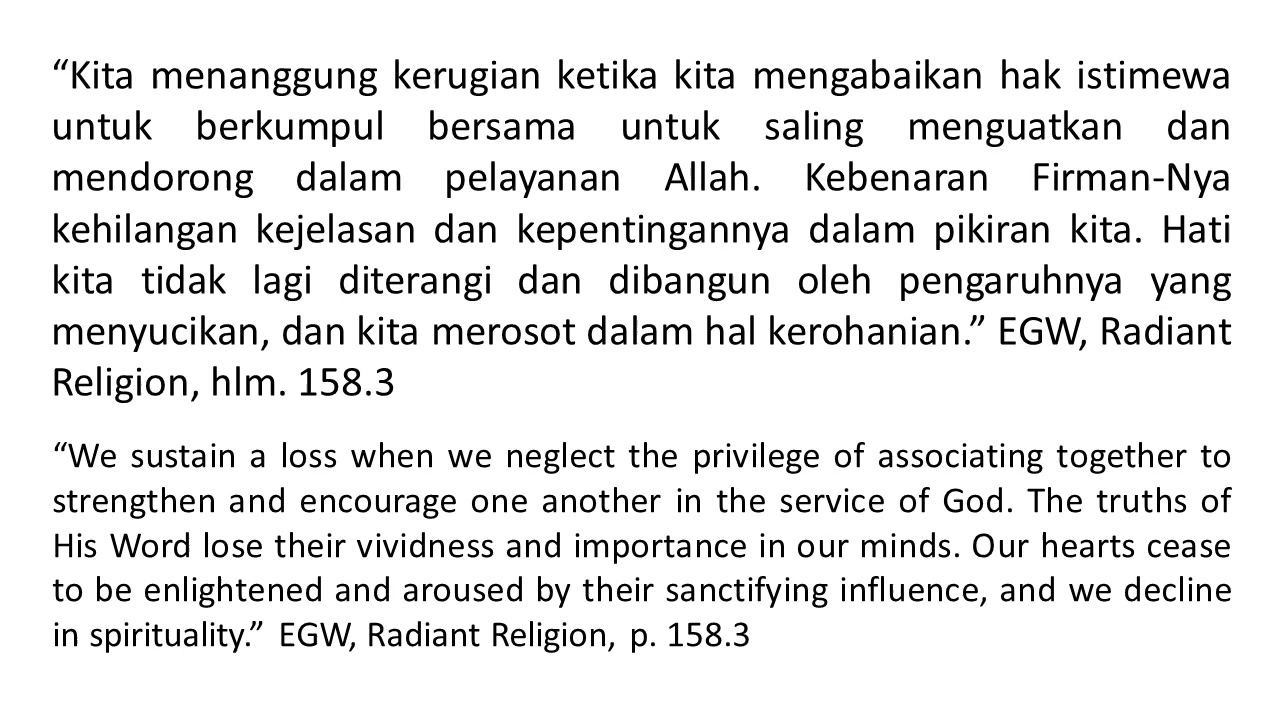 “Kita menanggung kerugian ketika kita mengabaikan hak istimewa
untuk berkumpul bersama untuk saling menguatkan dan
mendorong dalam pelayanan Allah. Kebenaran Firman-Nya
kehilangan kejelasan dan kepentingannya dalam pikiran kita. Hati
kita tidak lagi diterangi dan dibangun oleh pengaruhnya yang
menyucikan, dan kita merosot dalam hal kerohanian.” EGW, Radiant
Religion, hlm. 158.3
“We sustain a loss when we neglect the privilege of associating together to
strengthen and encourage one another in the service of God. The truths of
His Word lose their vividness and importance in our minds. Our hearts cease
to be enlightened and aroused by their sanctifying influence, and we decline
in spirituality.” EGW, Radiant Religion, p. 158.3